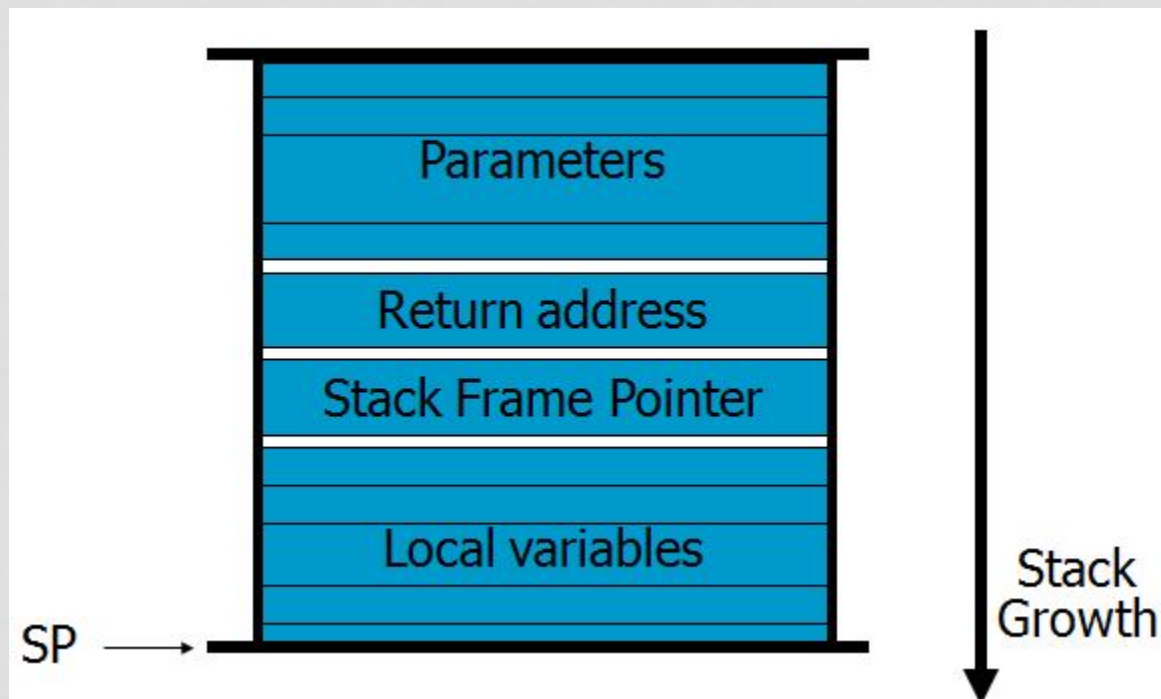 Parameters
Return address
Stack Frame Pointer
Local variables
SP
Stack
Growth